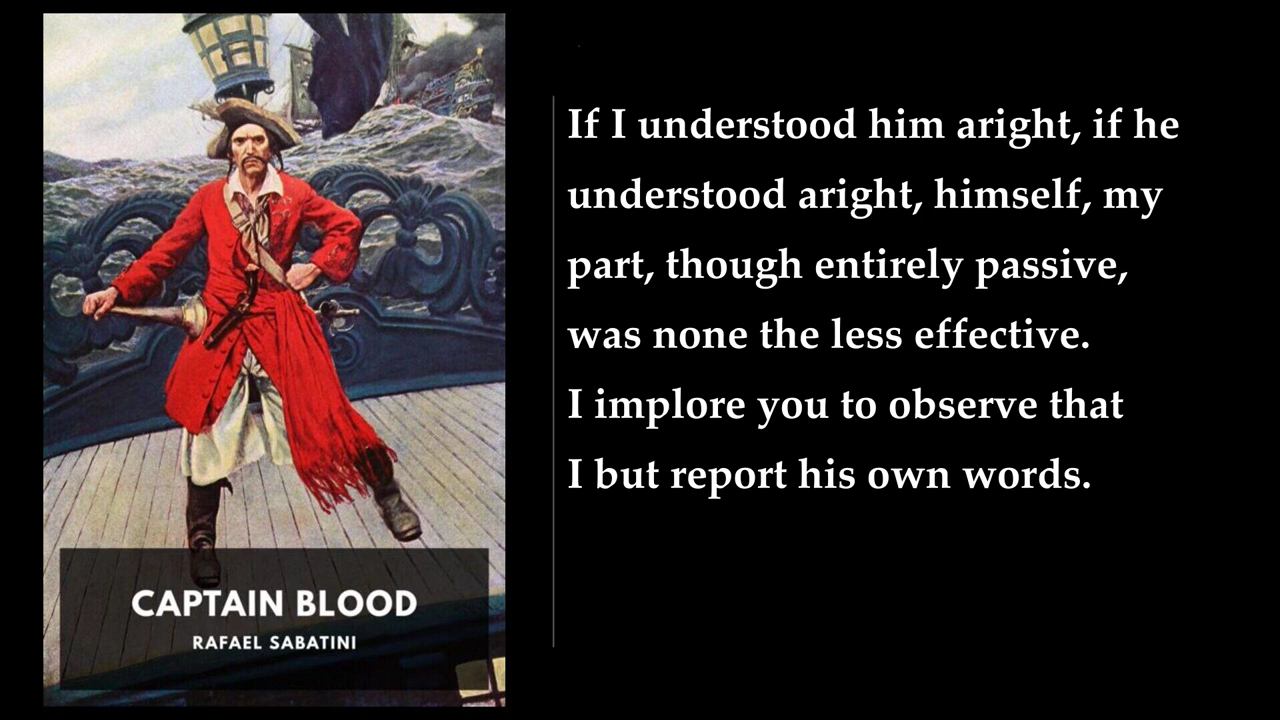 If I understood him aright, if he
understood aright, himself, my
part, though entirely passive,
was none the less effective.
I implore you to observe that
I but report his own words.
CAPTAIN BLOOD
RAFAEL SABATINI